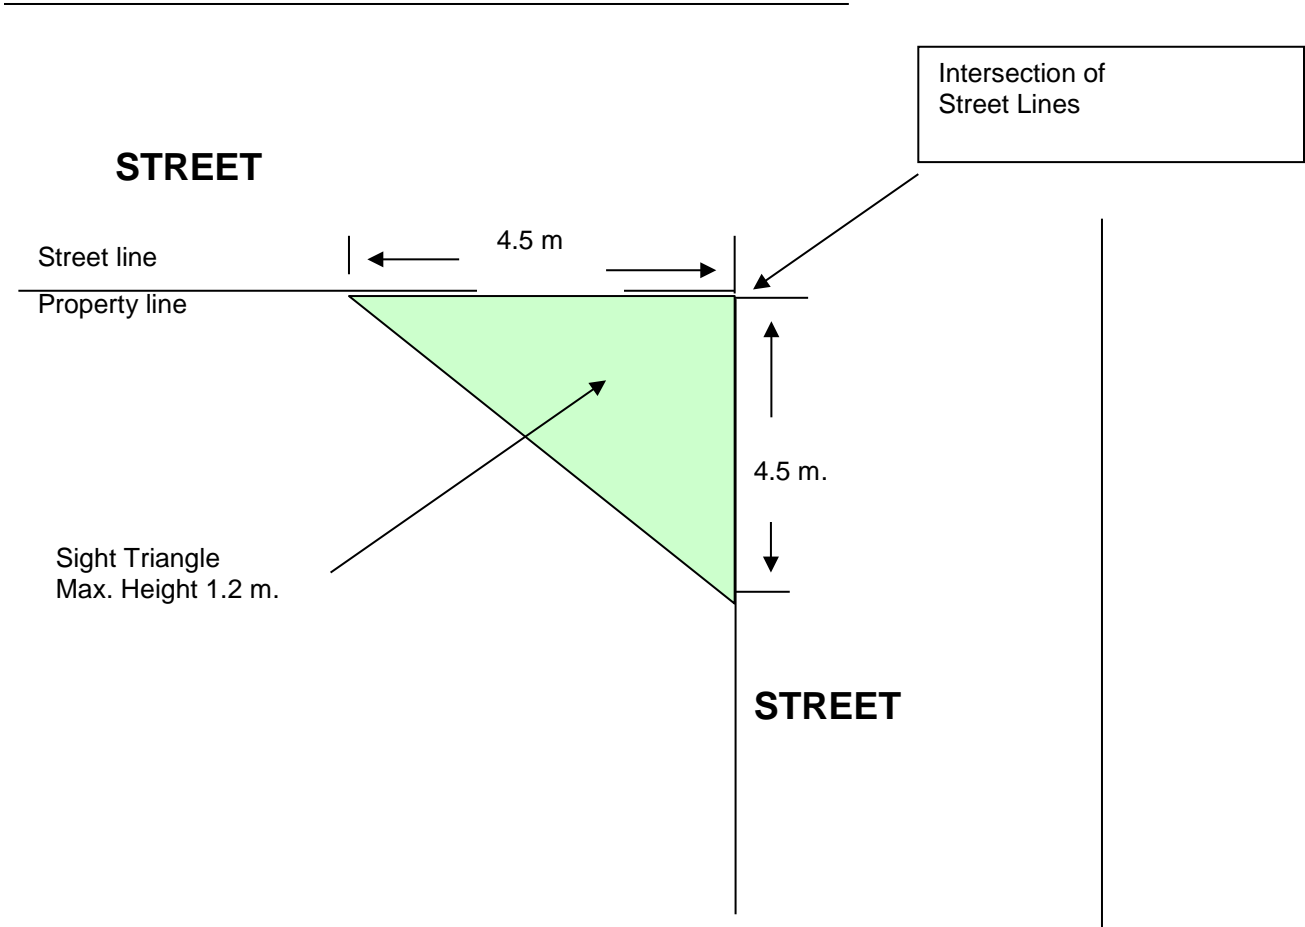 Intersection of
Street Lines
STREET
4.5 m
Street line
Property line
4.5 m.
Sight Triangle
Max. Height 1.2 m.
STREET